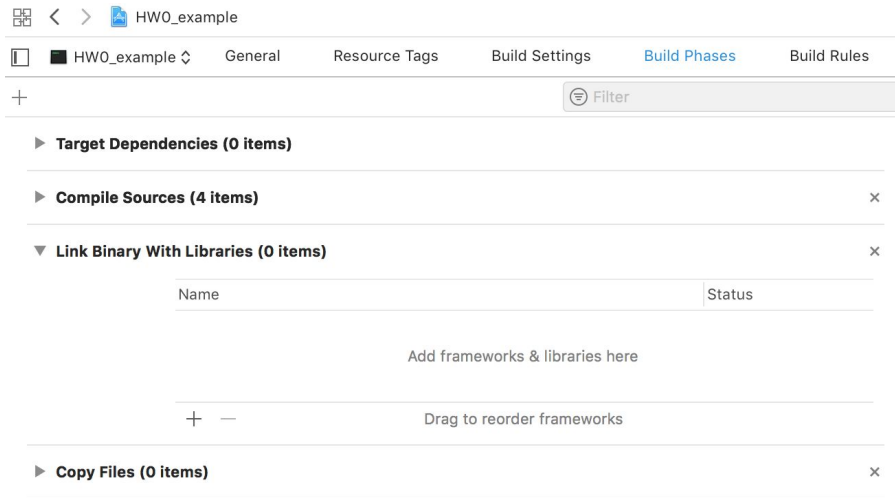 HW0_example
HW0_example General Resource Tags Build Settings Build Phases Build Rules
Filter
Target Dependencies (0 items)
Compile Sources (4 items)
Link Binary With Libraries (0 items)
Name Status
Add frameworks & libraries here
Drag to reorder frameworks
Copy Files (0 items)